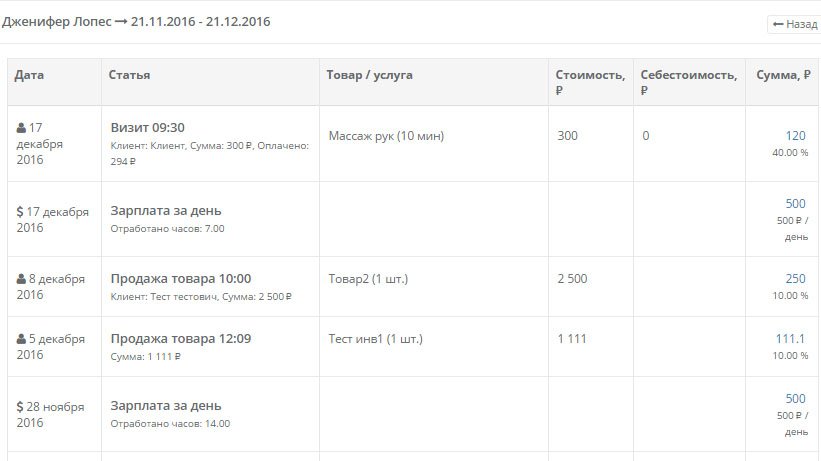 Дженифер Лопес → 21.11.2016 - 21.12.2016
← Назад
Дата Статья Товар / услуга Стоимость, ₽ Себестоимость, ₽ Сумма, ₽
17 декабря 2016
Визит 09:30
Клиент: Клиент, Сумма: 300 ₽, Оплачено:
294 ₽
Массаж рук (10 мин)
300
0
120
40.00 %
$ 17 декабря
2016
Зарплата за день
Отработано часов: 7.00
500
500 ₽ /
день
8 декабря
2016
Продажа товара 10:00
Клиент: Тест тестович, Сумма: 2 500 ₽
Товар2 (1 шт.)
2 500
250
10.00 %
5 декабря
2016
Продажа товара 12:09
Сумма: 1 111 ₽
Тест инв1 (1 шт.)
1 111
111.1
10.00 %
$ 28 ноября
2016
Зарплата за день
Отработано часов: 14.00
500
500 ₽ /
день